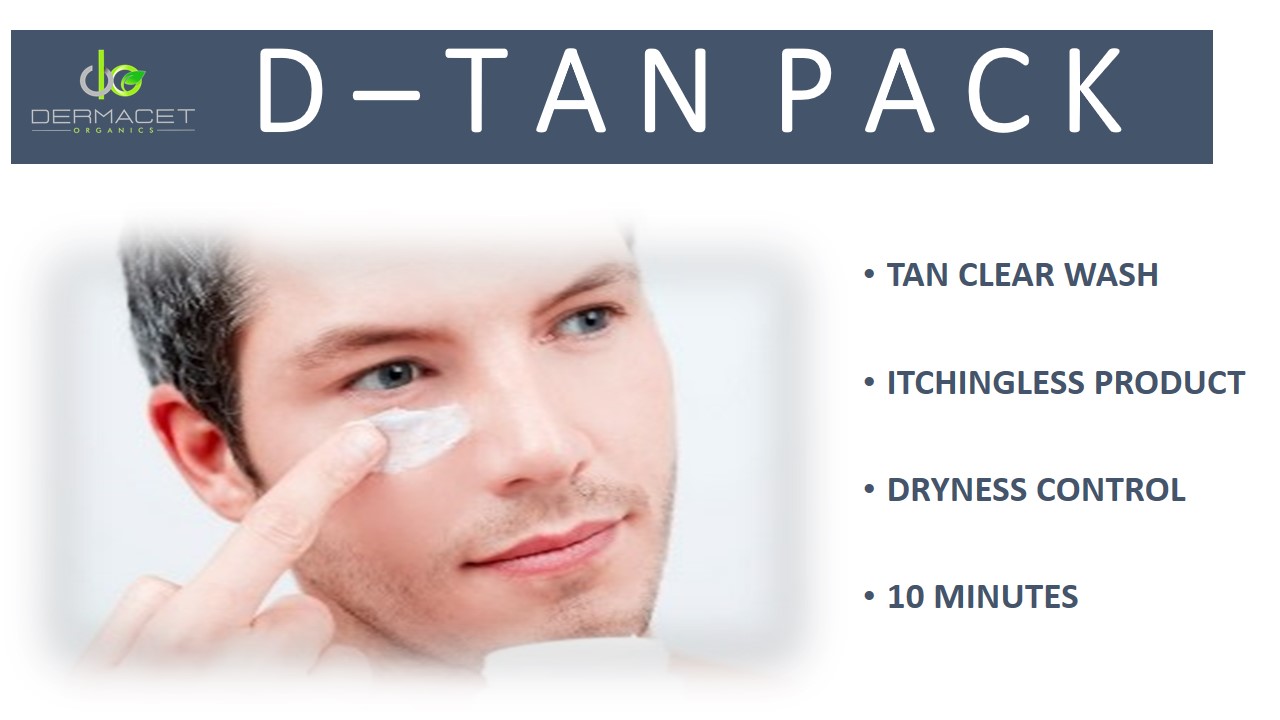 DERMACET
ORGANICS
D–TAN PACK
• TAN CLEAR WASH
• ITCHINGLESS PRODUCT
• DRYNESS CONTROL
• 10 MINUTES